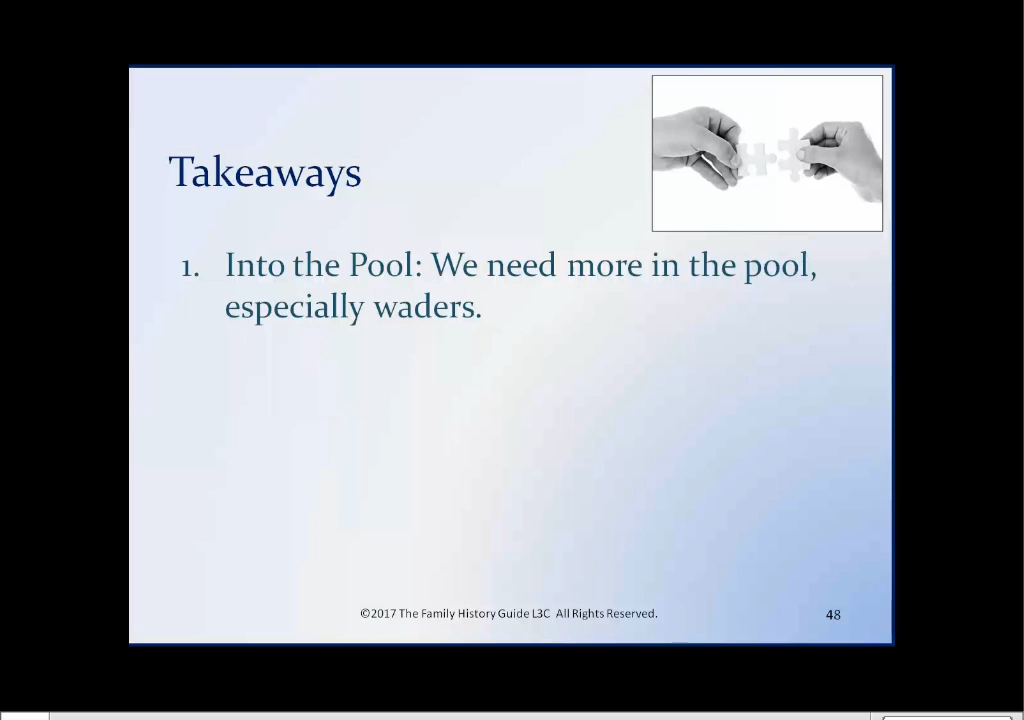 Takeaways
1. Into the Pool: We need more in the pool,
especially waders.
©2017 The Family History Guide L3C All Rights Reserved.
48